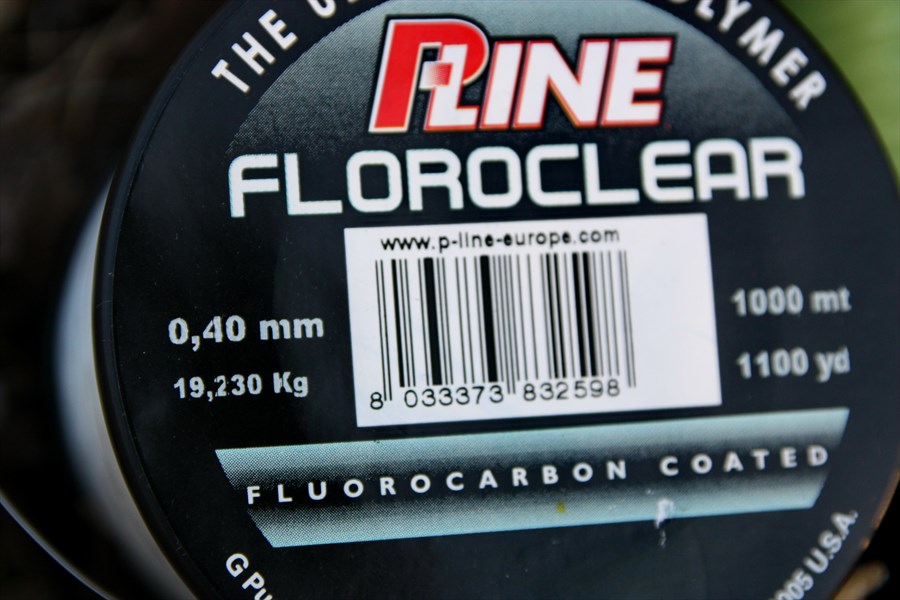 THE
P-LINE
FLOROCLEAR
www.p-line-europe.com
0,40 mm
19,230 Kg
1000 mt
1100 yd
8 033373 832598
FLUOROCARBON COATED
U.S.A.